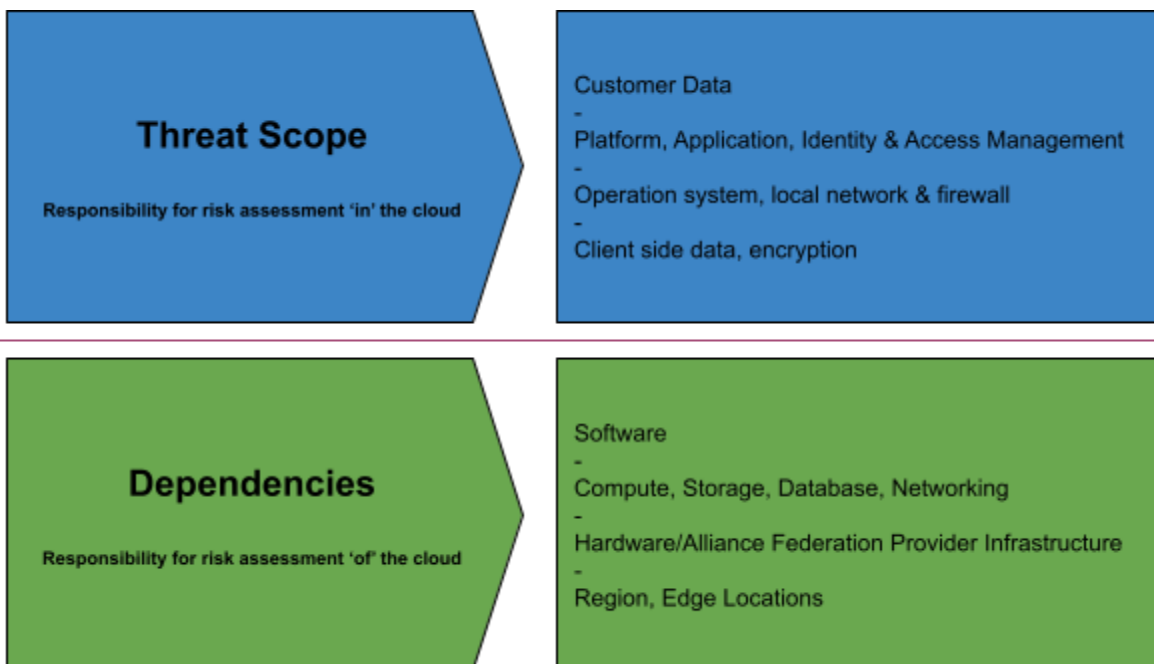 Threat Scope
Responsibility for risk assessment ‘in’ the cloud
Customer Data
-
Platform, Application, Identity & Access Management
-
Operation system, local network & firewall
-
Client side data, encryption
Dependencies
Responsibility for risk assessment ‘of’ the cloud
Software
-
Compute, Storage, Database, Networking
-
Hardware/Alliance Federation Provider Infrastructure
-
Region, Edge Locations